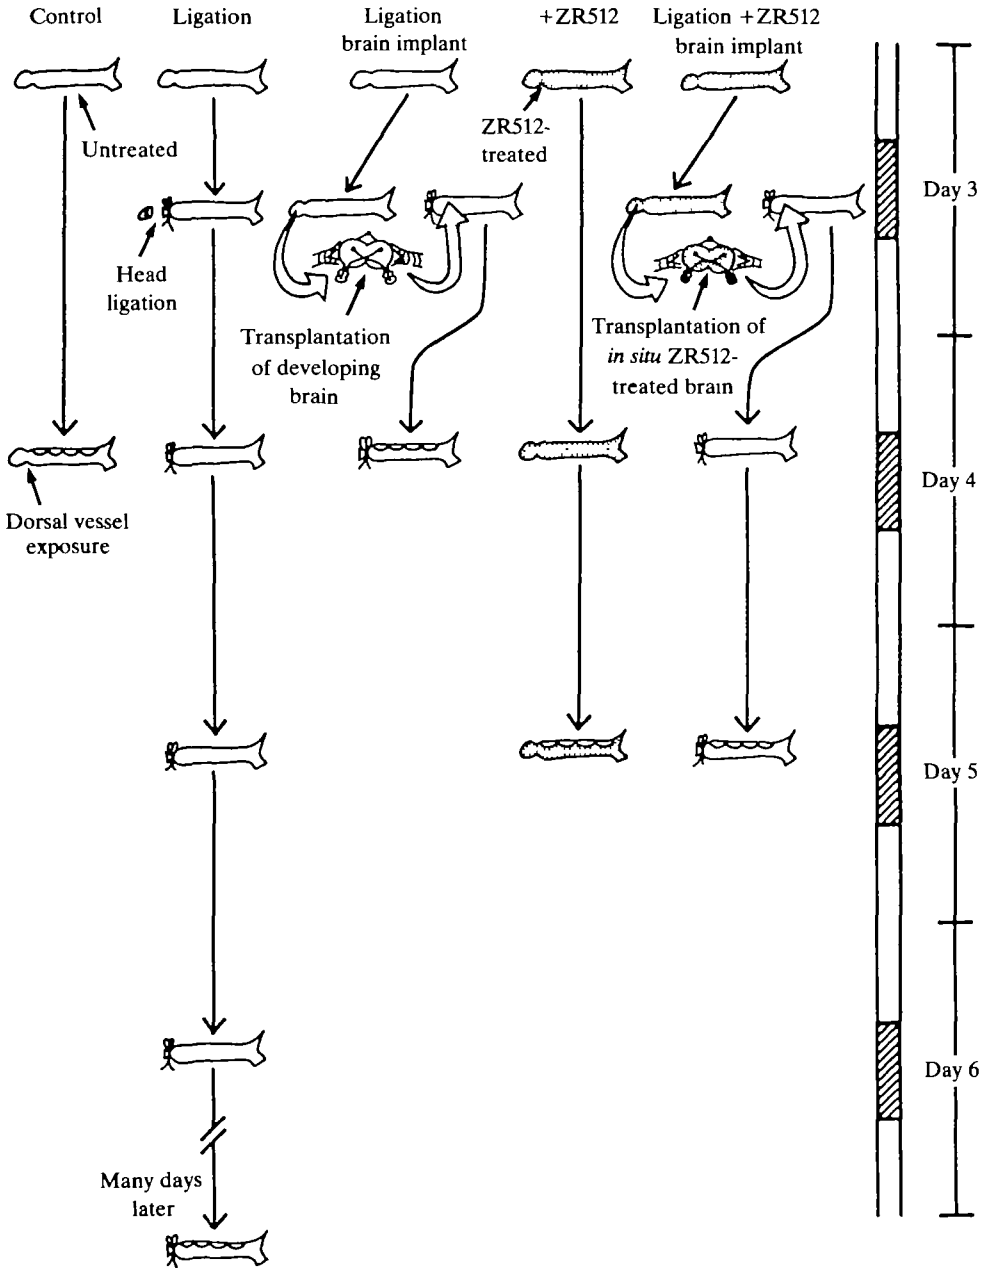 Control
Ligation
Ligation
brain implant
+ZR512
Ligation +ZR512
brain implant
Untreated
ZR512-
treated
Head
ligation
Transplantation
of developing
brain
Transplantation of
in situ ZR512-
treated brain
Dorsal vessel
exposure
Many days
later
Day 3
Day 4
Day 5
Day 6